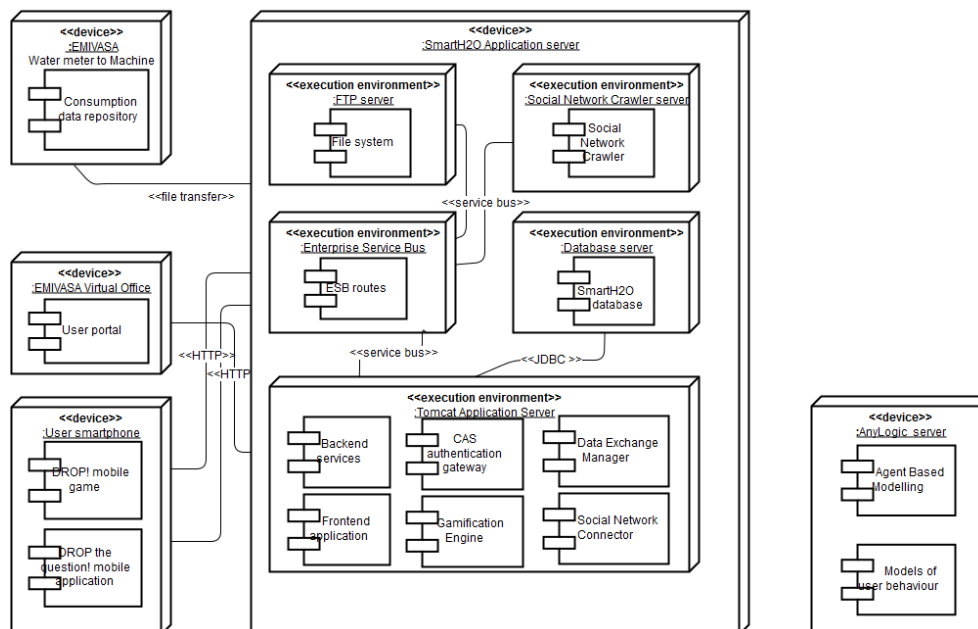 <<device>>
:EMIVASA
Water meter to Machine
Consumption
data repository
<<file transfer>>
<<device>>
:EMIVASA Virtual Office
User portal
<<HTTP>>
<<HTTP
<<device>>
:User smartphone
DROP! mobile
game
DROP the
question! mobile
application
<<device>>
:SmartH2O Application server
<<execution environment>>
:FTP server
File system
<<execution environment>>
:Social Network Crawler server
Social
Network
Crawler
<<service bus>>
<<execution environment>>
:Enterprise Service Bus
ESB routes
<<execution environment>>
:Database server
SmartH2O
database
<<service bus>>
<<JDBC >>
<<execution environment>>
:Tomcat Application Server
Backend
services
CAS
authentication
gateway
Data Exchange
Manager
Frontend
application
Gamification
Engine
Social Network
Connector
<<device>>
:AnyLogic server
Agent Based
Modelling
Models of
user behaviour